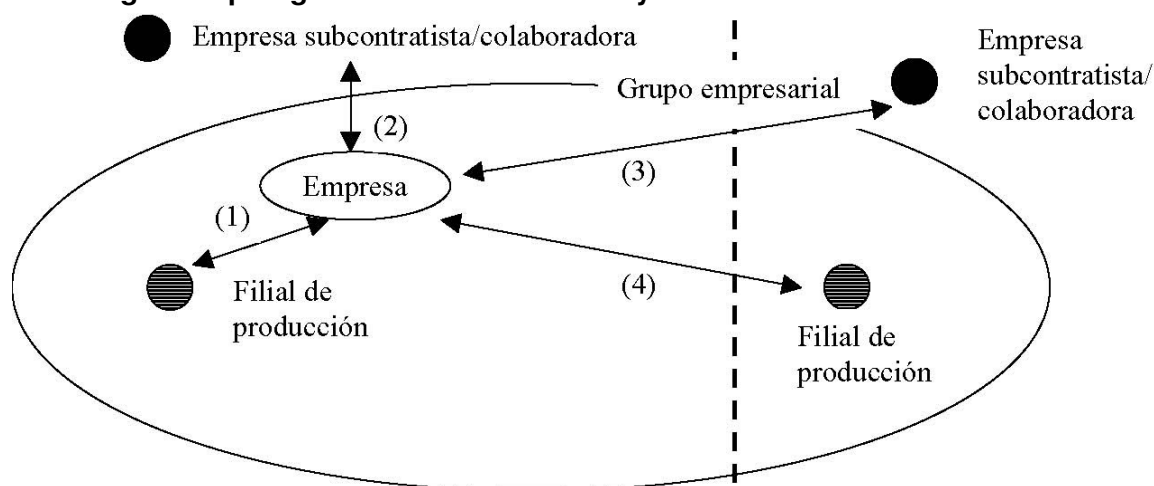 Empresa subcontratista/colaboradora
Empresa
subcontratista/
colaboradora
Grupo empresarial
(2)
(3)
Empresa
(1)
(4)
Filial de
producción
Filial de
producción